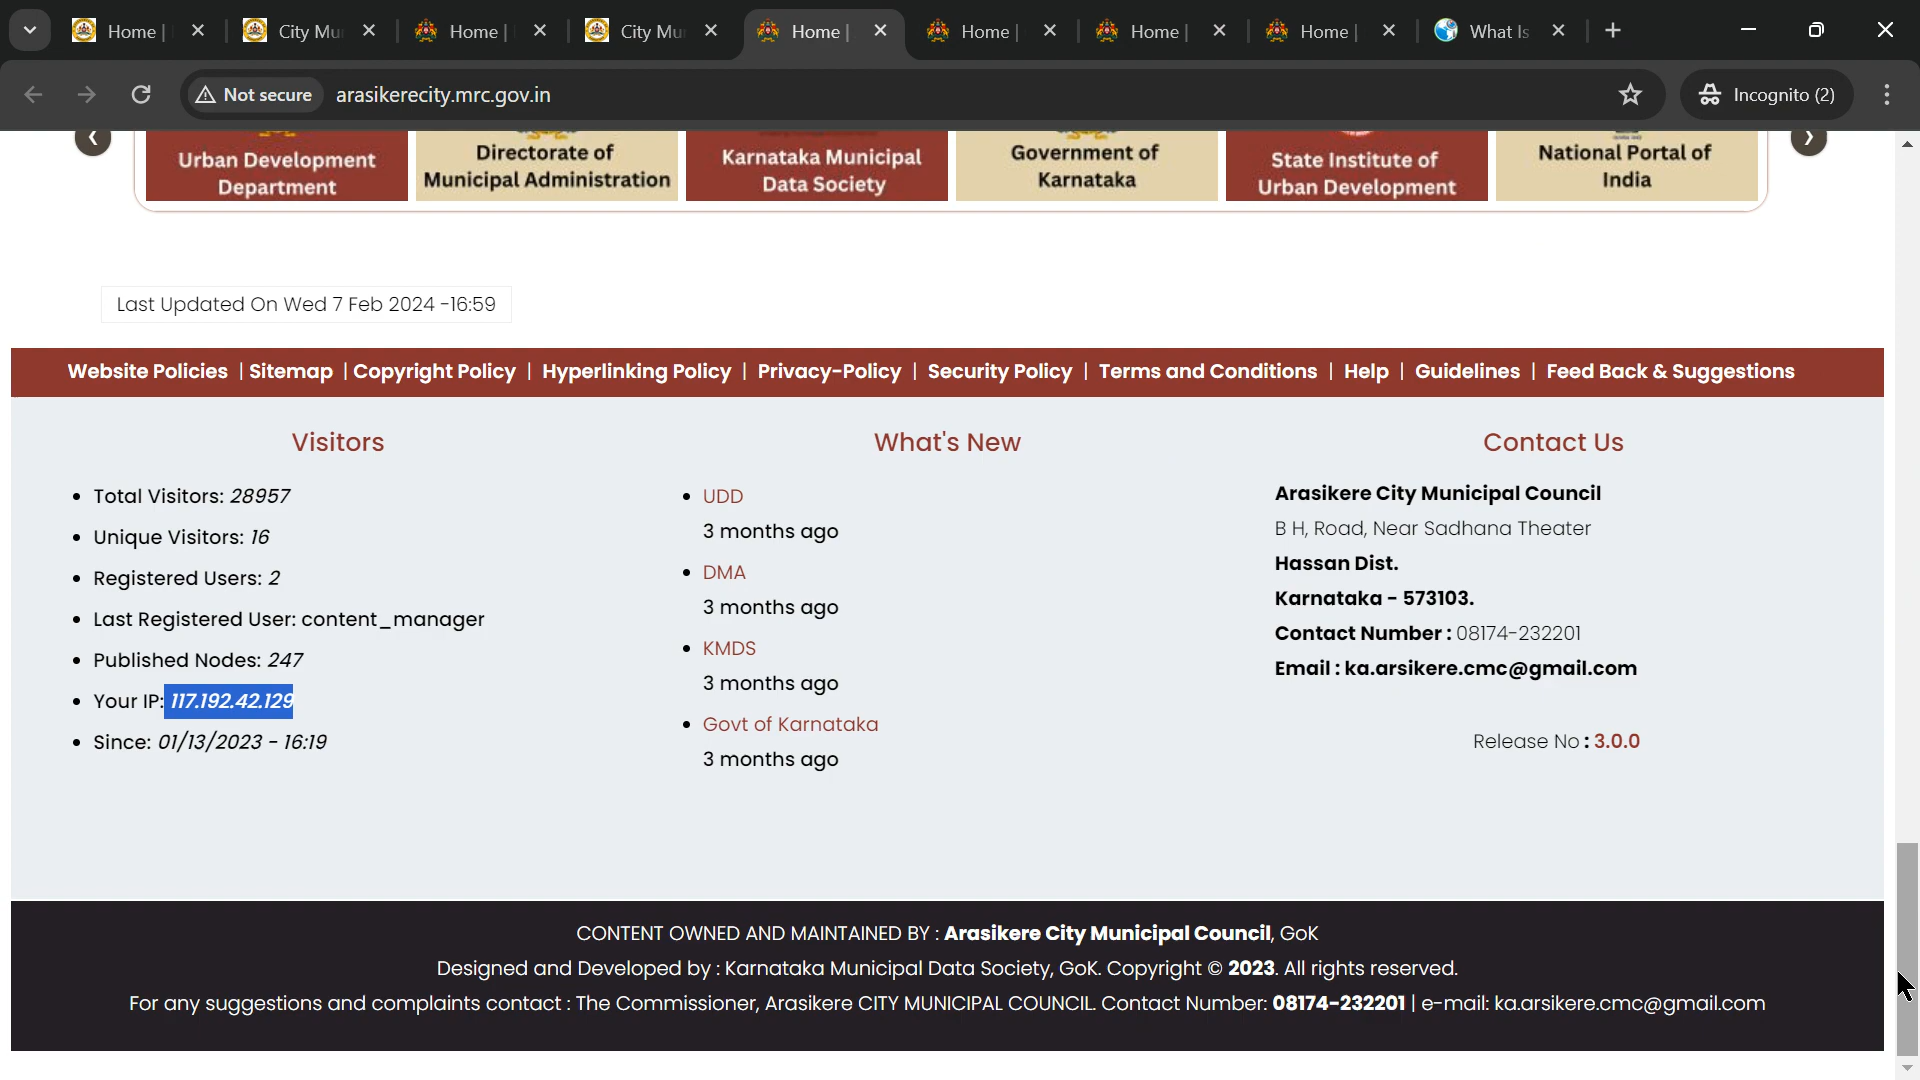 Home |
City Mu
Home |
City Mu
Home |
Home |
Home |
Home |
What Is
Not secure
arasikerecity.mrc.gov.in
Incognito (2)
Urban Development
Department
Directorate of
Municipal Administration
Karnataka Municipal
Data Society
Government of
Karnataka
State Institute of
Urban Development
National Portal of
India
Last Updated On Wed 7 Feb 2024 -16:59
Website Policies | Sitemap | Copyright Policy | Hyperlinking Policy | Privacy-Policy | Security Policy | Terms and Conditions | Help | Guidelines | Feed Back & Suggestions
Visitors
Total Visitors: 28957
Unique Visitors: 16
Registered Users: 2
Last Registered User: content_manager
Published Nodes: 247
Your IP: 117.192.42.129
Since: 01/13/2023 - 16:19
What's New
UDD
3 months ago
DMA
3 months ago
KMDS
3 months ago
Govt of Karnataka
3 months ago
Contact Us
Arasikere City Municipal Council
B H, Road, Near Sadhana Theater
Hassan Dist.
Karnataka - 573103.
Contact Number : 08174-232201
Email : ka.arsikere.cmc@gmail.com
Release No : 3.0.0
CONTENT OWNED AND MAINTAINED BY : Arasikere City Municipal Council, GoK
Designed and Developed by : Karnataka Municipal Data Society, GoK. Copyright © 2023. All rights reserved.
For any suggestions and complaints contact : The Commissioner, Arasikere CITY MUNICIPAL COUNCIL. Contact Number: 08174-232201 | e-mail: ka.arsikere.cmc@gmail.com